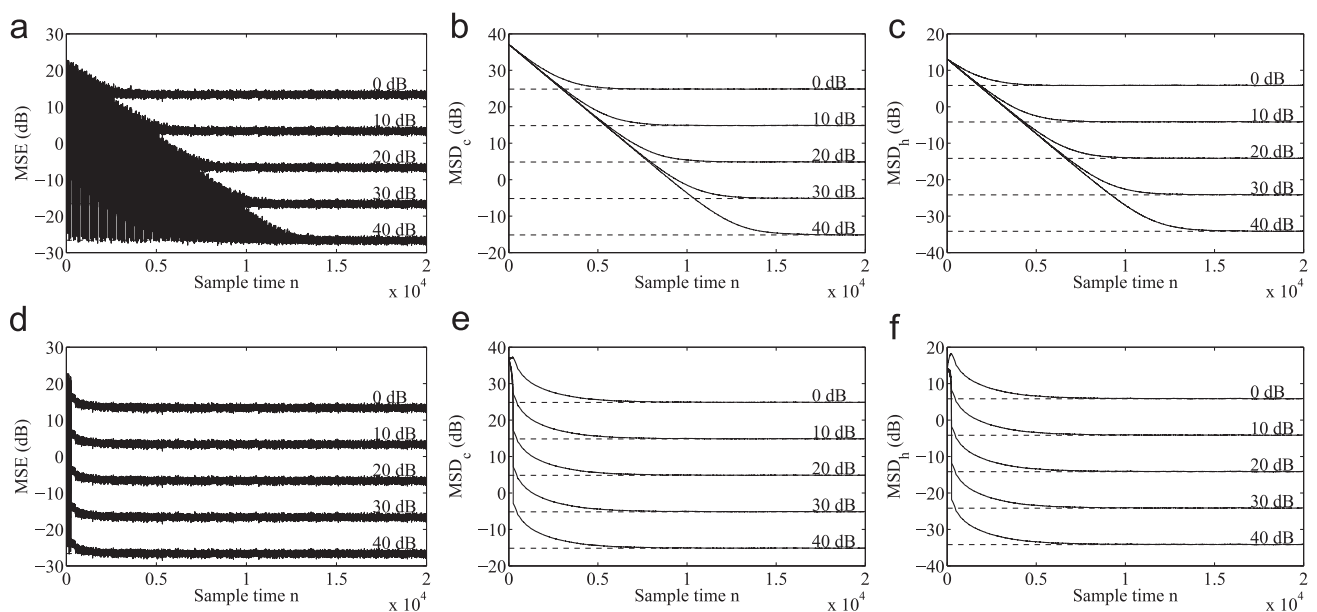 a
30
20
10
0
−10
−20
−30
MSE (dB)
0 dB
10 dB
20 dB
30 dB
40 dB
0
0.5
1
1.5
2
Sample time n
x 10^4
b
40
30
20
10
0
−10
−20
MSD_c (dB)
0 dB
10 dB
20 dB
30 dB
40 dB
0
0.5
1
1.5
2
Sample time n
x 10^4
c
20
10
0
−10
−20
−30
−40
MSD_h (dB)
0 dB
10 dB
20 dB
30 dB
40 dB
0
0.5
1
1.5
2
Sample time n
x 10^4
d
30
20
10
0
−10
−20
−30
MSE (dB)
0 dB
10 dB
20 dB
30 dB
40 dB
0
0.5
1
1.5
2
Sample time n
x 10^4
e
40
30
20
10
0
−10
−20
MSD_c (dB)
0 dB
10 dB
20 dB
30 dB
40 dB
0
0.5
1
1.5
2
Sample time n
x 10^4
f
20
10
0
−10
−20
−30
−40
MSD_h (dB)
0 dB
10 dB
20 dB
30 dB
40 dB
0
0.5
1
1.5
2
Sample time n
x 10^4